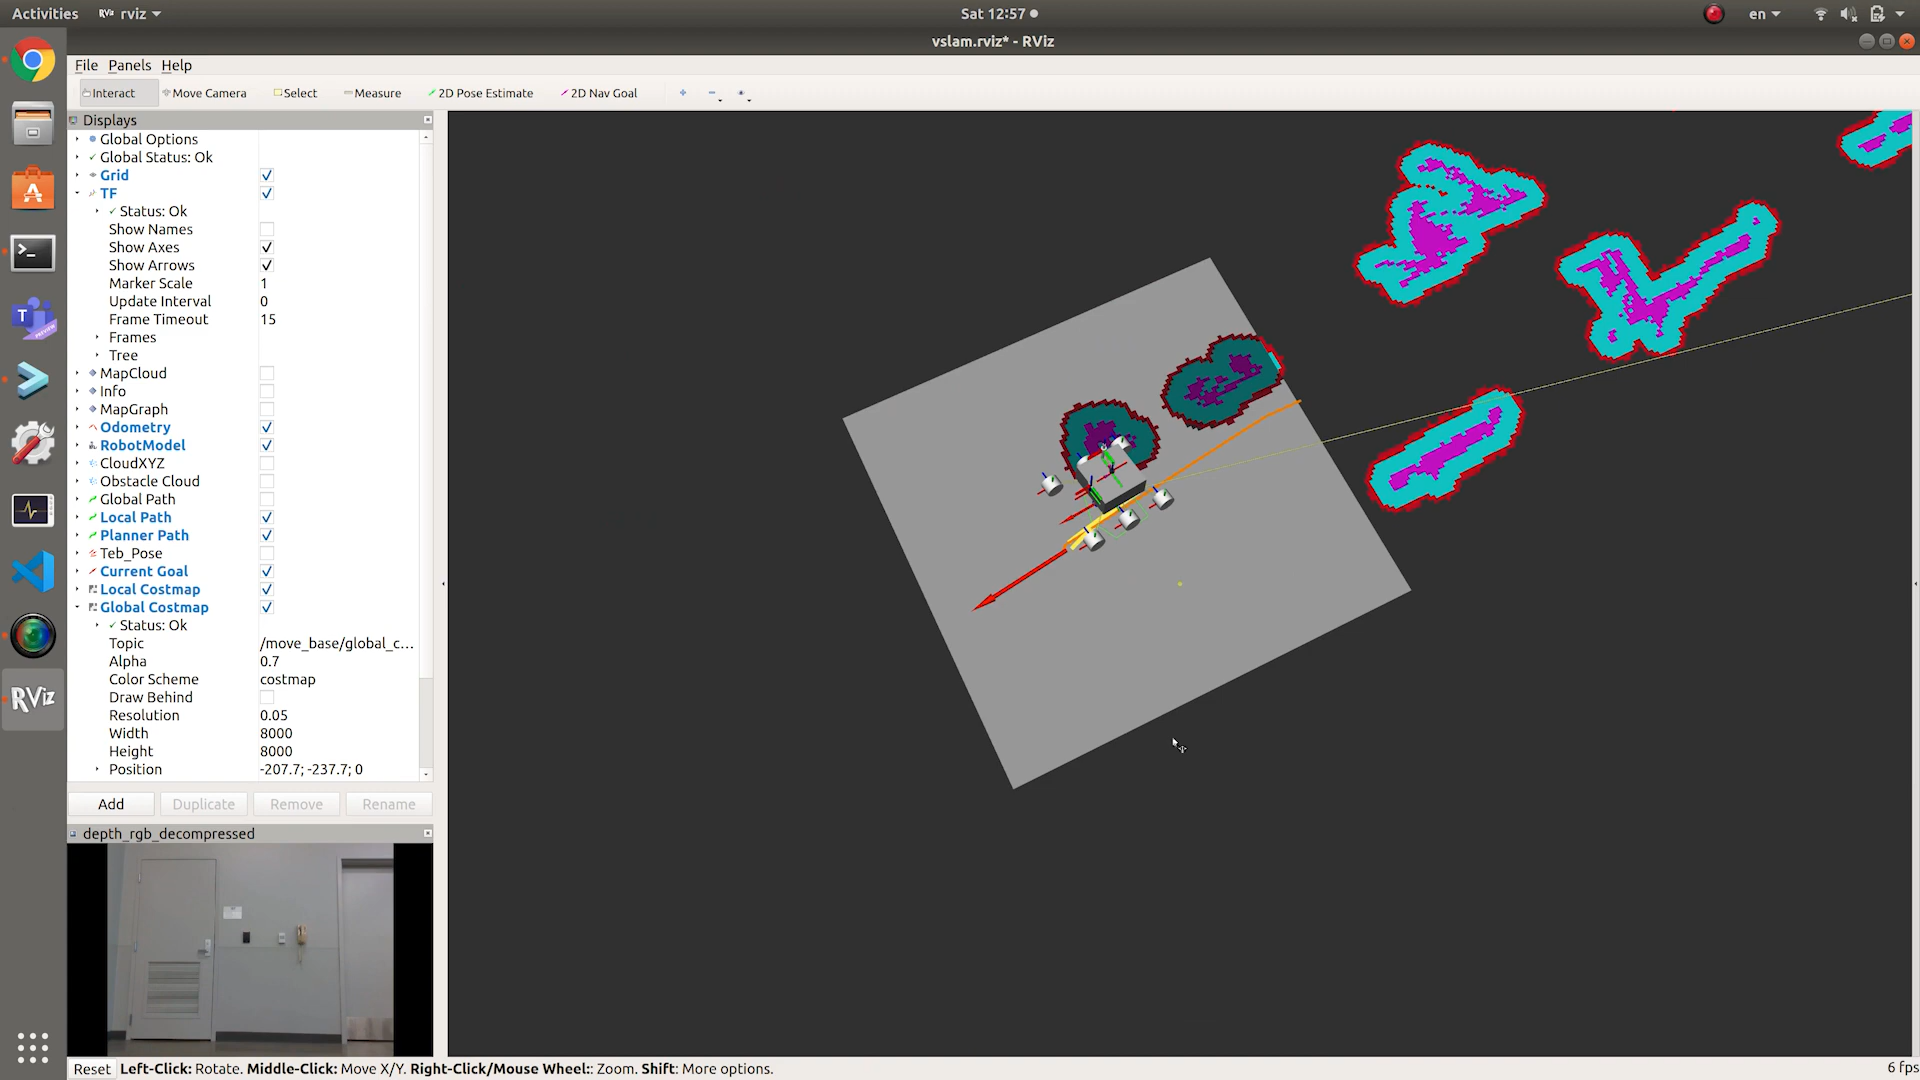 Activities
RViz
rviz
Sat 12:57
en
vslam.rviz* - RViz
File Panels Help
Interact Move Camera Select Measure 2D Pose Estimate 2D Nav Goal
Displays
Global Options
Global Status: Ok
Grid
TF
Status: Ok
Show Names
Show Axes
Show Arrows
Marker Scale 1
Update Interval 0
Frame Timeout 15
Frames
Tree
MapCloud
Info
MapGraph
Odometry
RobotModel
CloudXYZ
Obstacle Cloud
Global Path
Local Path
Planner Path
Teb_Pose
Current Goal
Local Costmap
Global Costmap
Status: Ok
Topic /move_base/global_c...
Alpha 0.7
Color Scheme costmap
Draw Behind
Resolution 0.05
Width 8000
Height 8000
Position -207.7; -237.7; 0
Add Duplicate Remove Rename
depth_rgb_decompressed
RViz
Reset Left-Click: Rotate. Middle-Click: Move X/Y. Right-Click/Mouse Wheel:: Zoom. Shift: More options.
6 fps